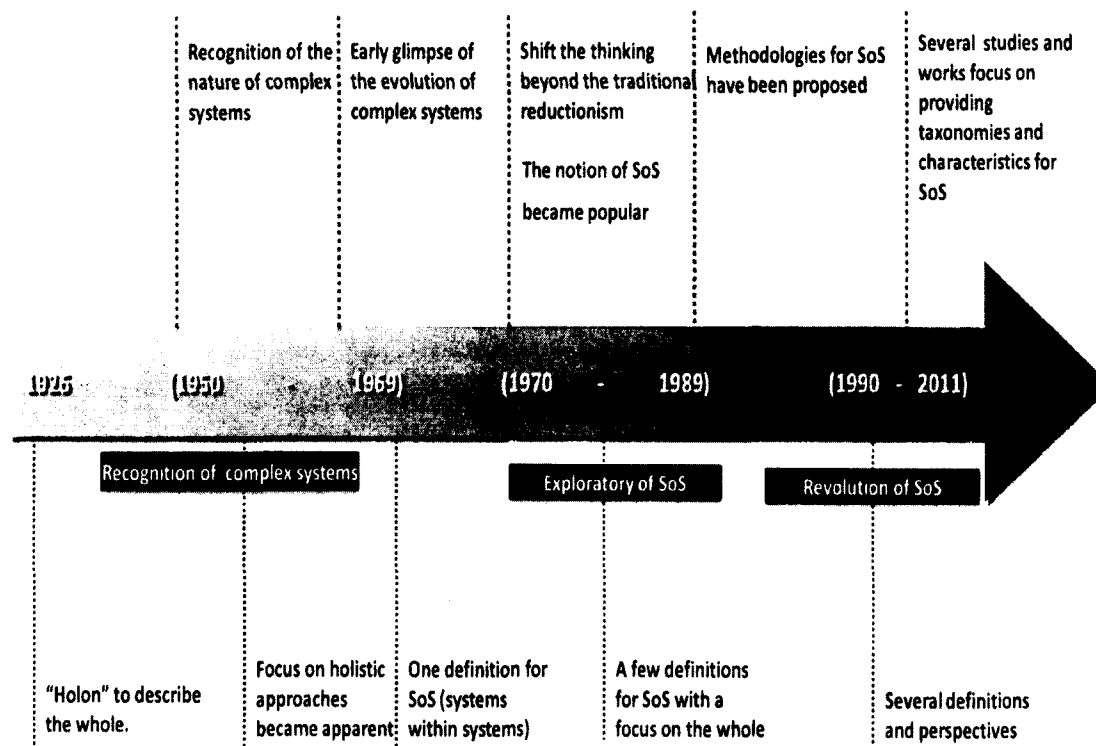 Recognition of the
nature of complex
systems
Early glimpse of
the evolution of
complex systems
Shift the thinking
beyond the traditional
reductionism
The notion of SoS
became popular
Methodologies for SoS
have been proposed
Several studies and
works focus on
providing
taxonomies and
characteristics for
SoS
1926 (1950 1969) (1970 - 1989) (1990 - 2011)
Recognition of complex systems
Exploratory of SoS
Revolution of SoS
“Holon” to describe
the whole.
Focus on holistic
approaches
became apparent
One definition for
SoS (systems
within systems)
A few definitions
for SoS with a
focus on the whole
Several definitions
and perspectives